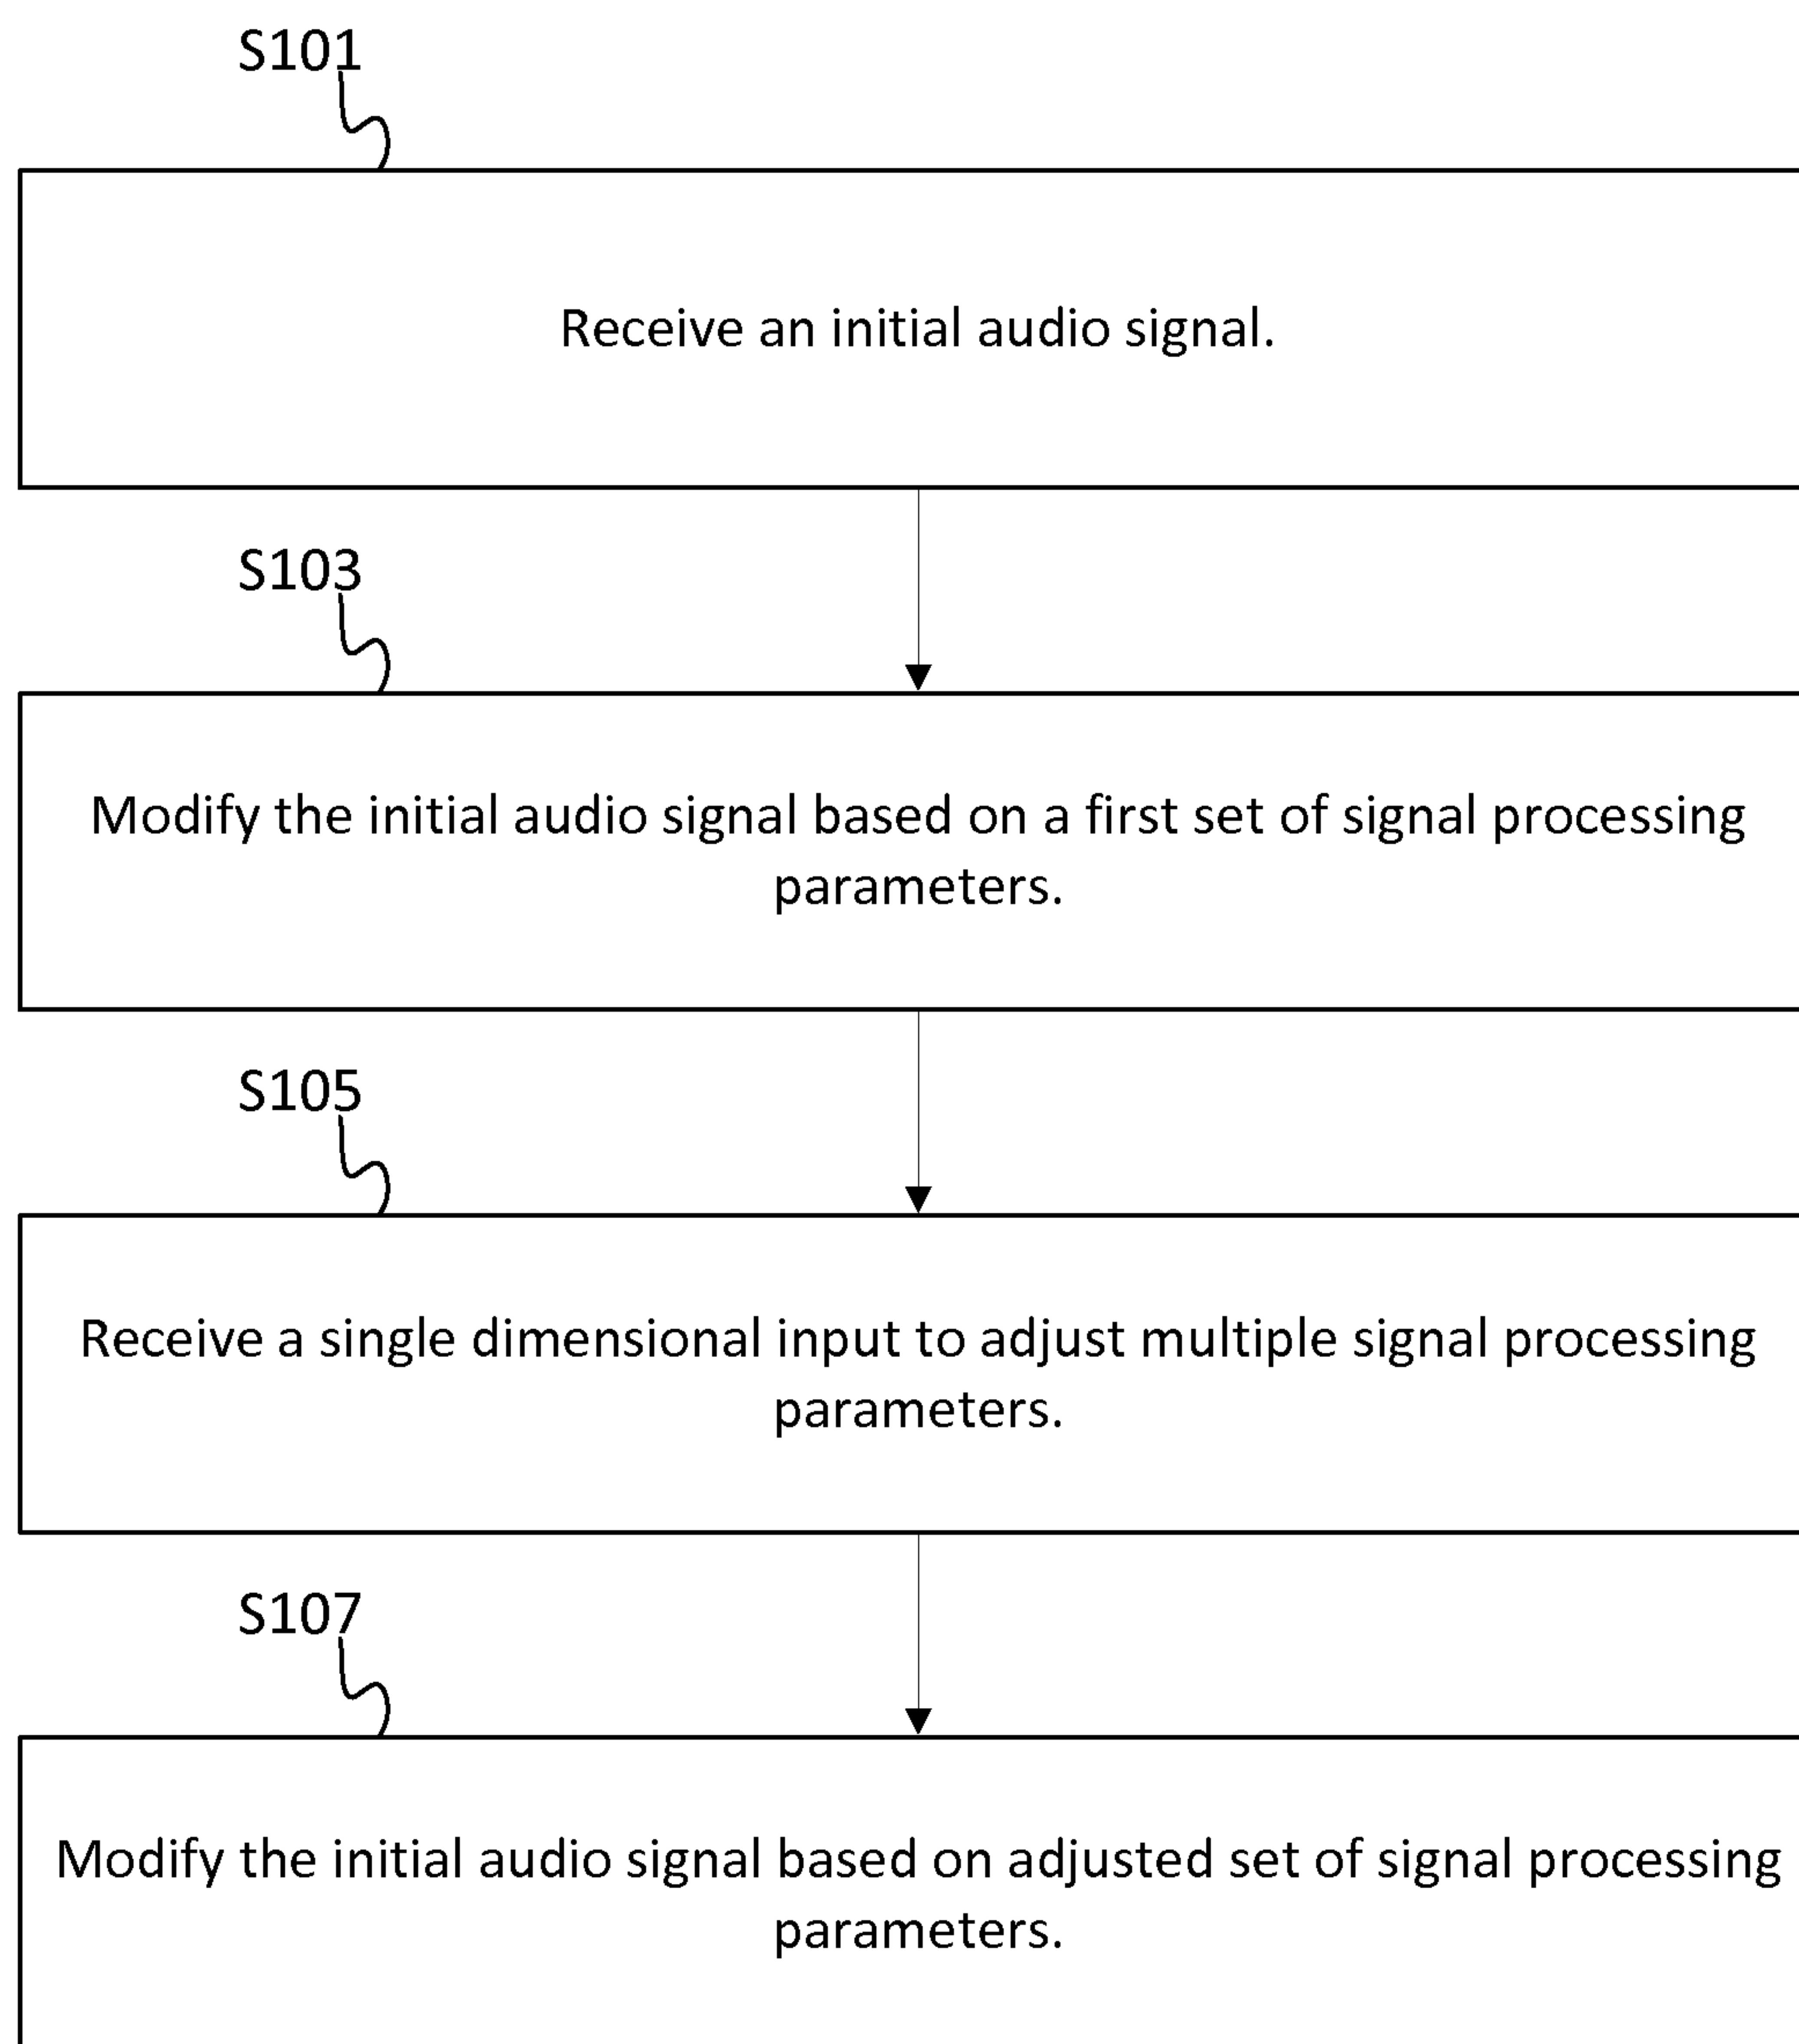 S101
Receive an initial audio signal.
S103
Modify the initial audio signal based on a first set of signal processing
parameters.
S105
Receive a single dimensional input to adjust multiple signal processing
parameters.
S107
Modify the initial audio signal based on adjusted set of signal processing
parameters.